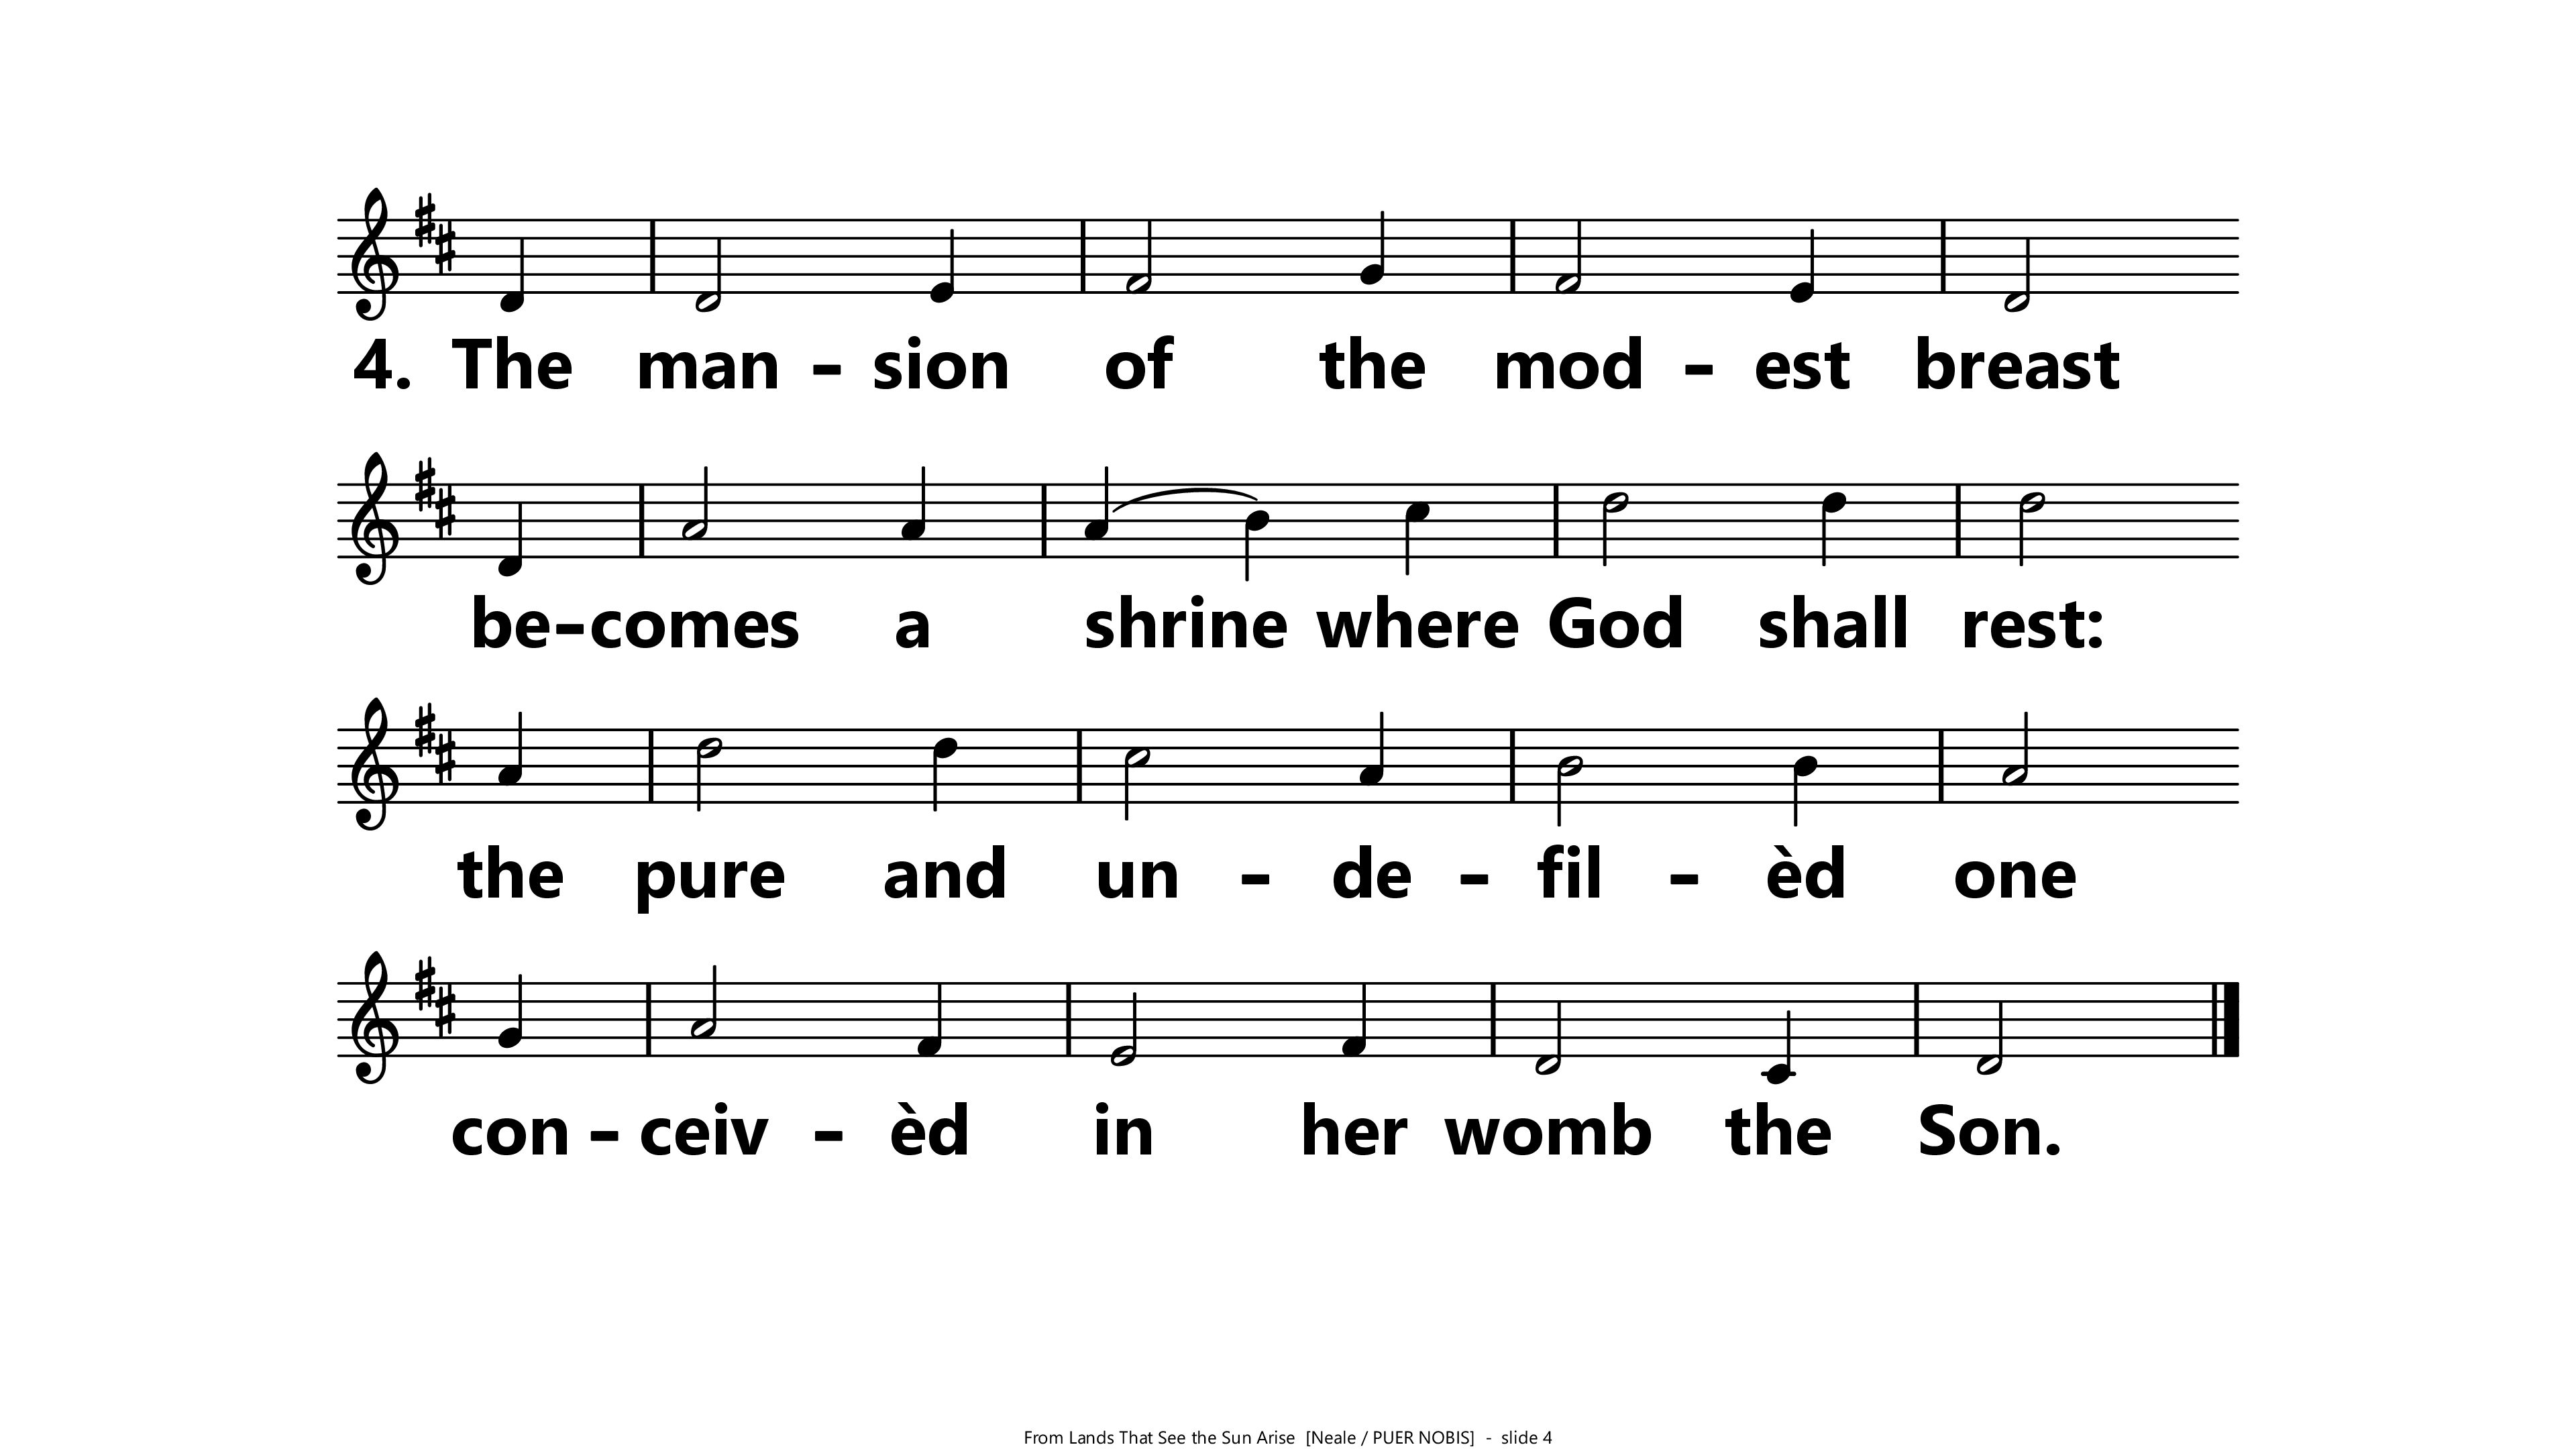 4. The man - sion of the mod - est breast
be-comes a shrine where God shall rest:
the pure and un - de - fil - èd one
con - ceiv - èd in her womb the Son.
From Lands That See the Sun Arise [Neale / PUER NOBIS] - slide 4